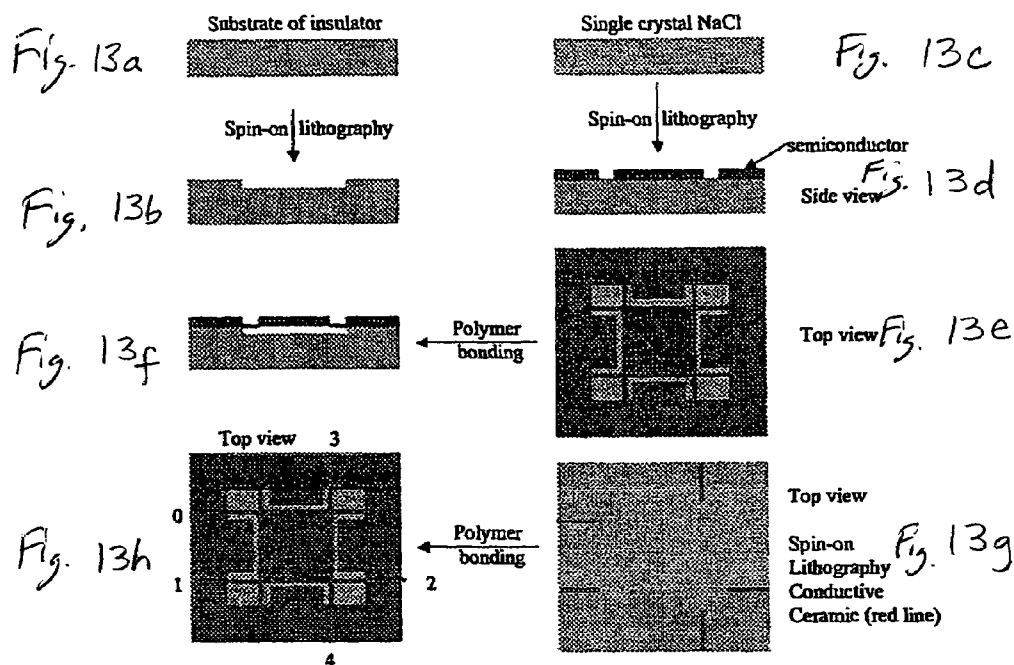 Substrate of insulator
Single crystal NaCl
Fig. 13a
Fig. 13c
Spin-on lithography
Spin-on lithography
semiconductor
Fig. 13b
Side view Fig. 13d
Fig. 13f
Polymer
bonding
Top view Fig. 13e
Top view 3
0
Top view
Fig. 13h
Polymer
bonding
Spin-on
Lithography
Fig. 13g
1
2
Conductive
Ceramic (red line)
4